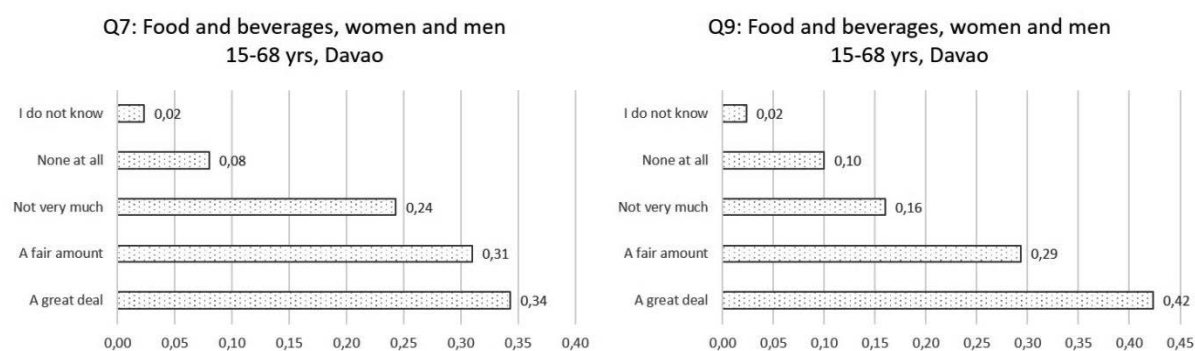 Q7: Food and beverages, women and men
15-68 yrs, Davao
I do not know
0,02
None at all
0,08
Not very much
0,24
A fair amount
0,31
A great deal
0,34
0,00 0,05 0,10 0,15 0,20 0,25 0,30 0,35 0,40
Q9: Food and beverages, women and men
15-68 yrs, Davao
I do not know
0,02
None at all
0,10
Not very much
0,16
A fair amount
0,29
A great deal
0,42
0,00 0,05 0,10 0,15 0,20 0,25 0,30 0,35 0,40 0,45